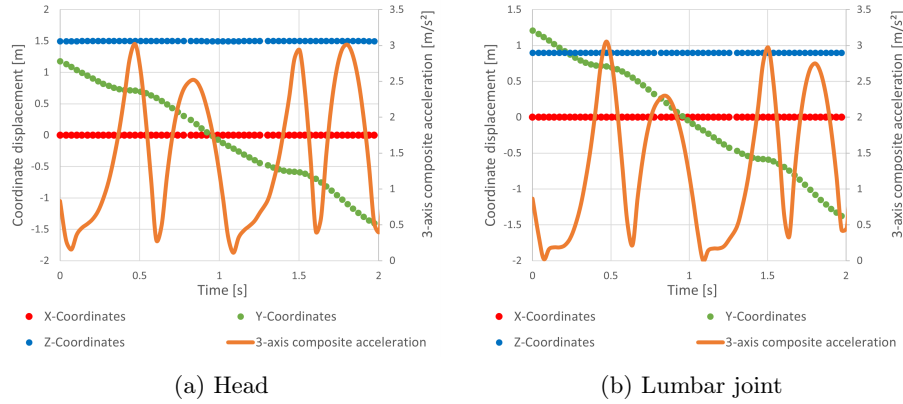 2
1.5
1
0.5
0
-0.5
-1
-1.5
-2
Coordinate displacement [m]
3.5
3
2.5
2
1.5
1
0.5
0
3-axis composite acceleration [m/s²]
0 0.5 1 1.5 2
Time [s]
X-Coordinates Y-Coordinates
Z-Coordinates 3-axis composite acceleration
(a) Head
1.5
1
0.5
0
-0.5
-1
-1.5
-2
Coordinate displacement [m]
3.5
3
2.5
2
1.5
1
0.5
0
3-axis composite acceleration [m/s²]
0 0.5 1 1.5 2
Time [s]
X-Coordinates Y-Coordinates
Z-Coordinates 3-axis composite acceleration
(b) Lumbar joint